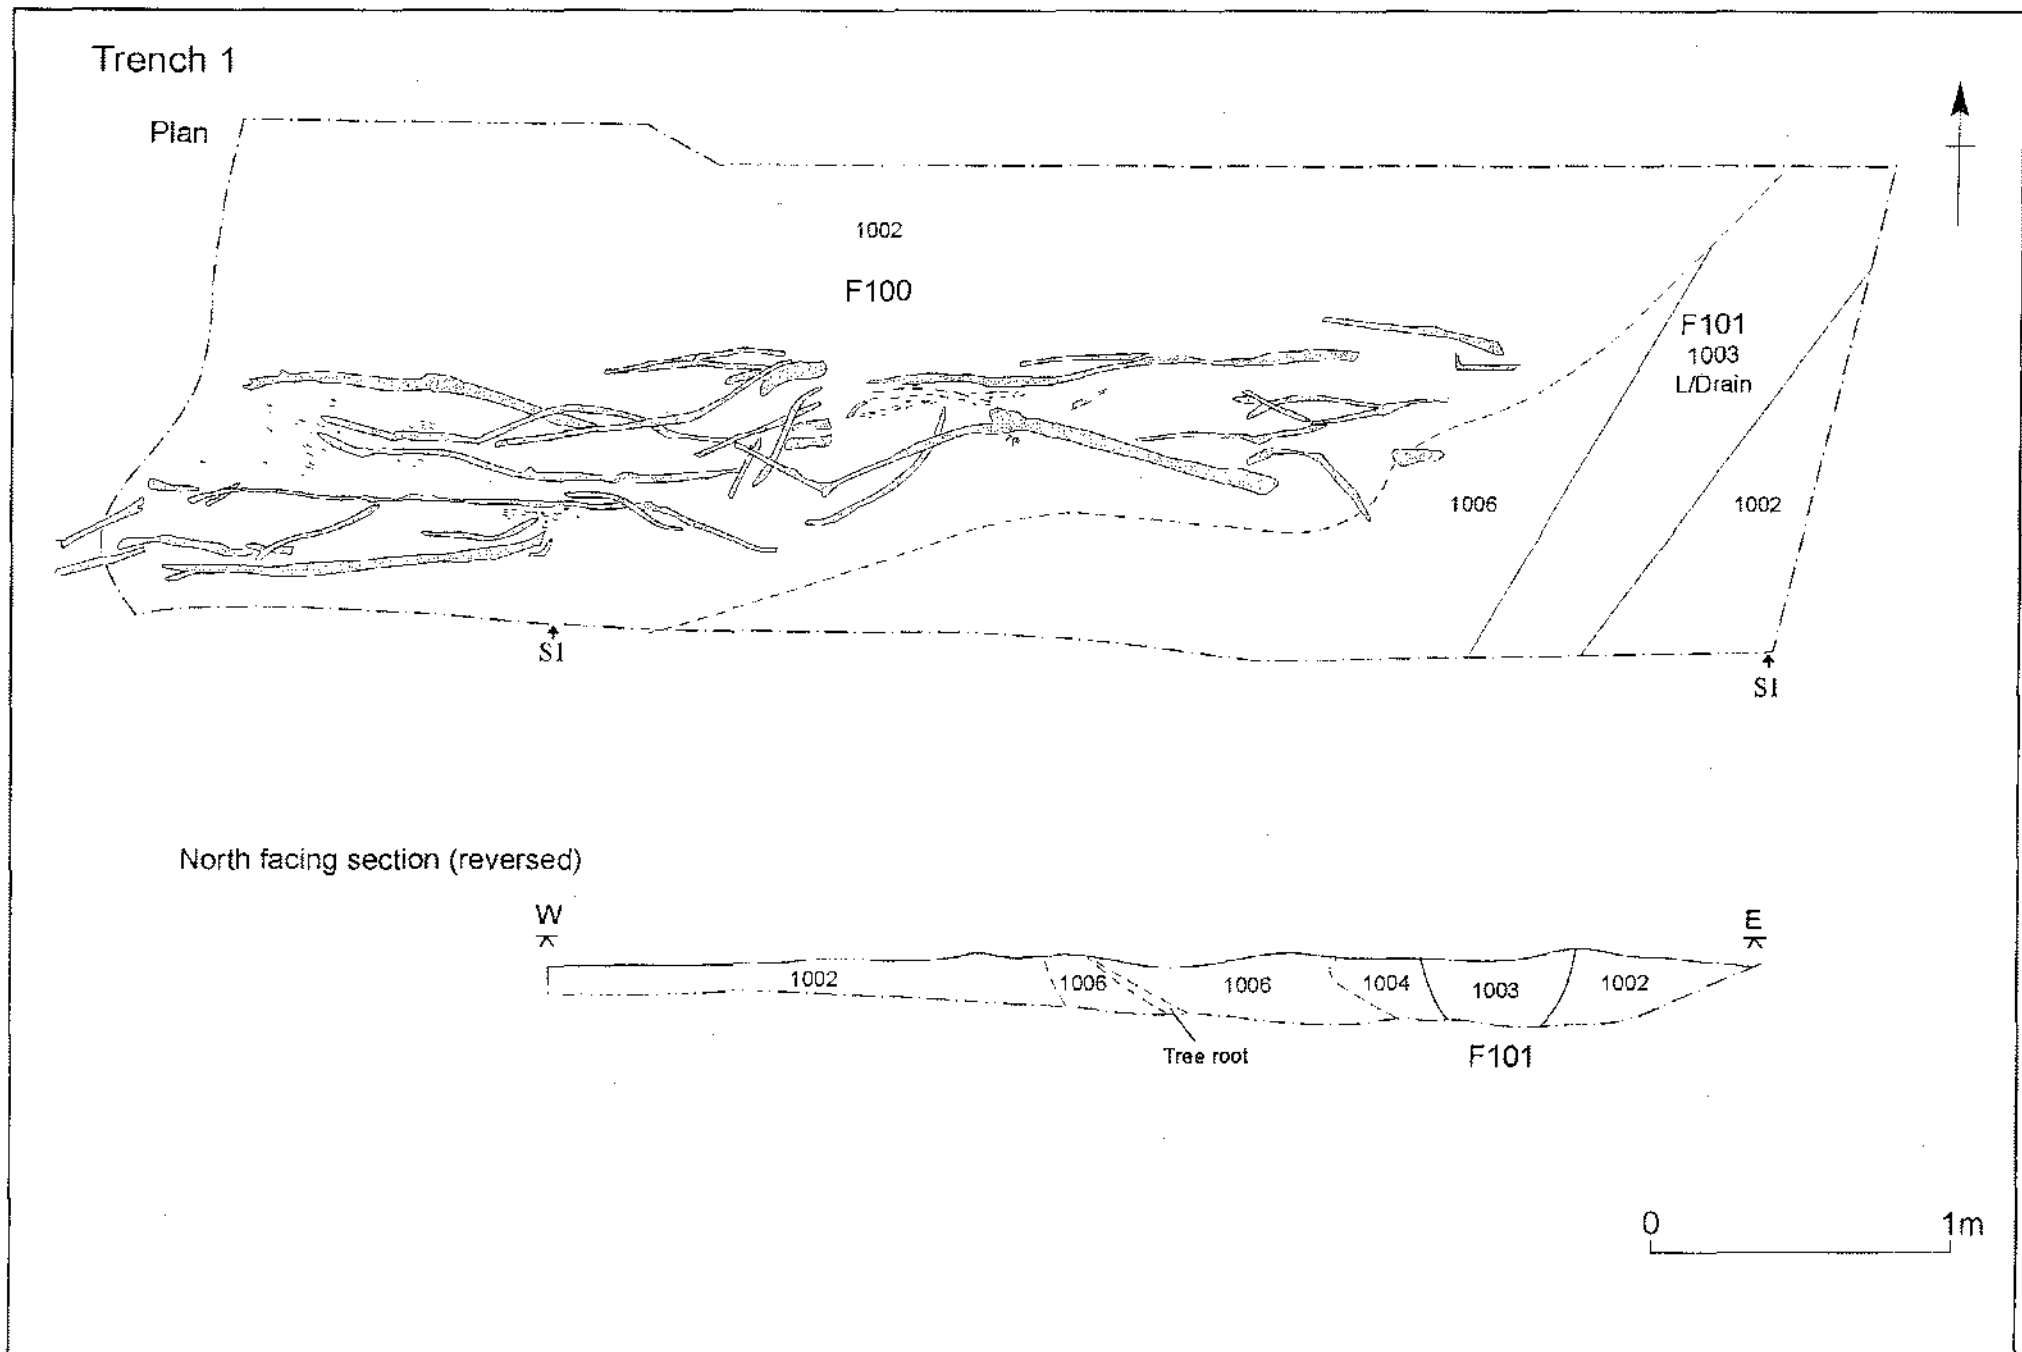 Trench 1
Plan
1002
F100
F101
1003
L/Drain
1006
1002
S1
S1
North facing section (reversed)
W
E
1002
1006
1006
1004
1003
1002
Tree root
F101
0
1m